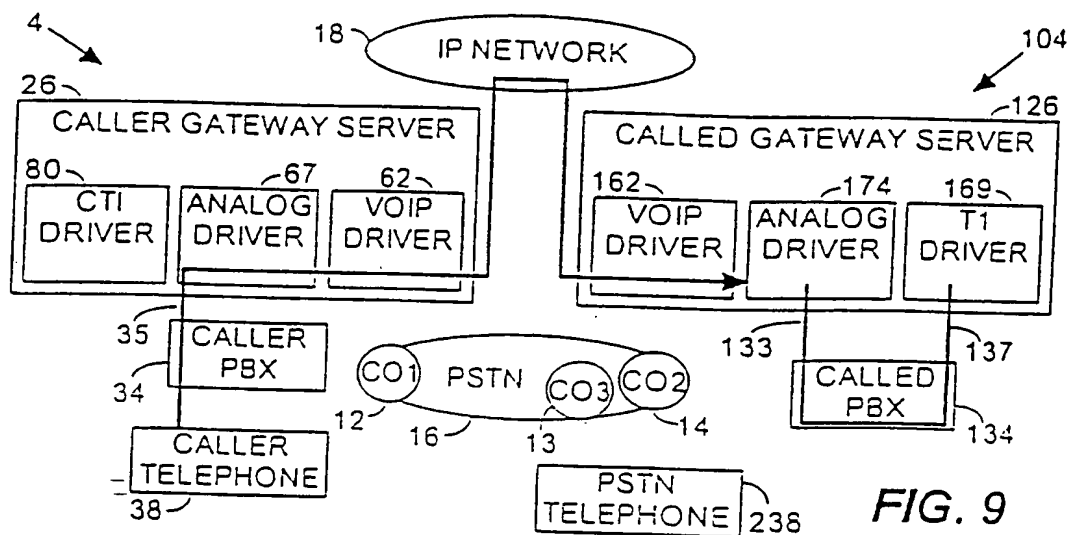 4
18
IP NETWORK
104
26
126
CALLER GATEWAY SERVER
CALLED GATEWAY SERVER
80
67
62
162
174
169
CTI
DRIVER
ANALOG
DRIVER
VOIP
DRIVER
VOIP
DRIVER
ANALOG
DRIVER
T1
DRIVER
35
133
137
34
CALLER
PBX
CO1
PSTN
CO3
CO2
CALLED
PBX
12
16
13
14
134
CALLER
TELEPHONE
38
PSTN
TELEPHONE
238
FIG. 9